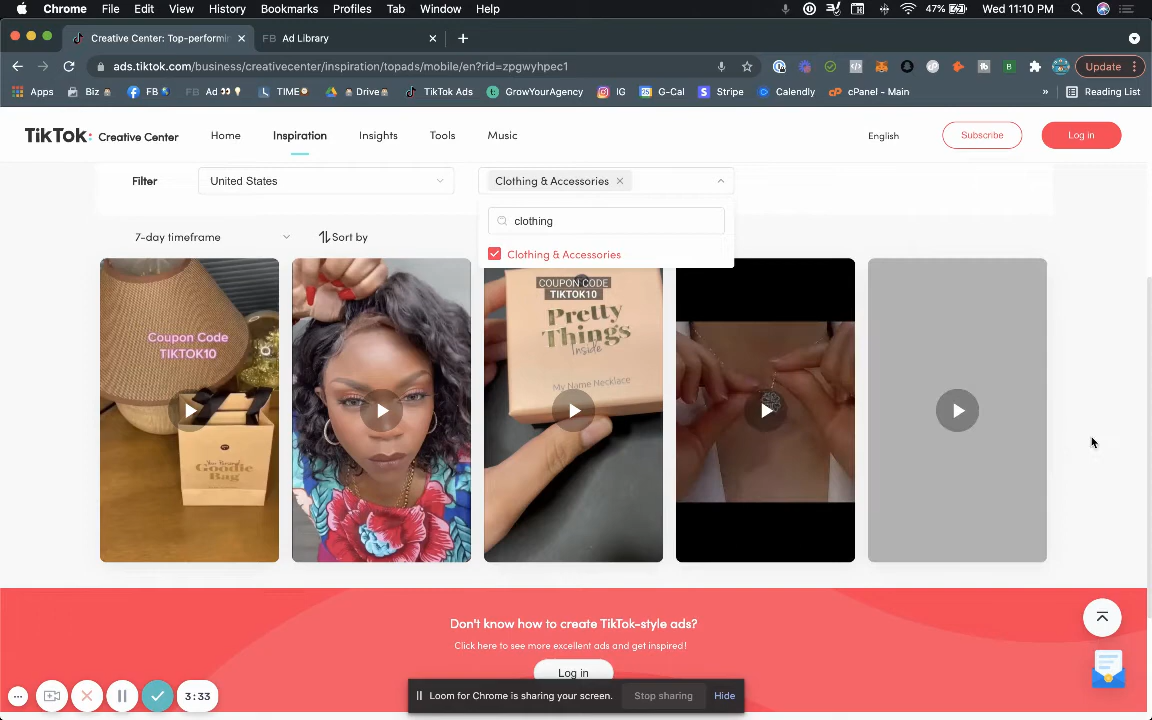 Chrome File Edit View History Bookmarks Profiles Tab Window Help
47% Wed 11:10 PM
Creative Center: Top-performin
FB Ad Library
ads.tiktok.com/business/creativecenter/inspiration/topads/mobile/en?rid=zpgwyhpec1
Update
Apps Biz FB Ad TIME Drive TikTok Ads GrowYourAgency IG G-Cal Stripe Calendly cPanel - Main » Reading List
TikTok: Creative Center Home Inspiration Insights Tools Music English Subscribe Log in
Filter United States Clothing & Accessories
clothing
Clothing & Accessories
7-day timeframe Sort by
Coupon Code
TIKTOK10
Goodie
Bag
COUPON CODE
TIKTOK10
Pretty
Things
Inside
My Name Necklace
Don't know how to create TikTok-style ads?
Click here to see more excellent ads and get inspired!
Log in
3:33
Loom for Chrome is sharing your screen. Stop sharing Hide